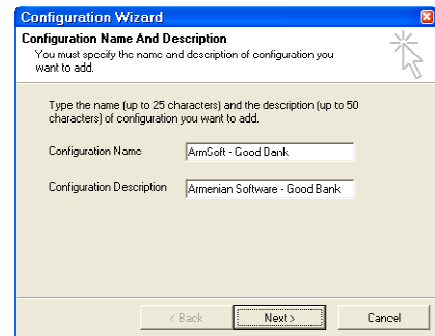 Configuration Wizard
Configuration Name And Description
You must specify the name and description of configuration you
want to add.
Type the name (up to 25 characters) and the description (up to 50
characters) of configuration you want to add.
Configuration Name
ArmSoft - Good Bank
Configuration Description
Armenian Software - Good Bank
< Back
Next >
Cancel